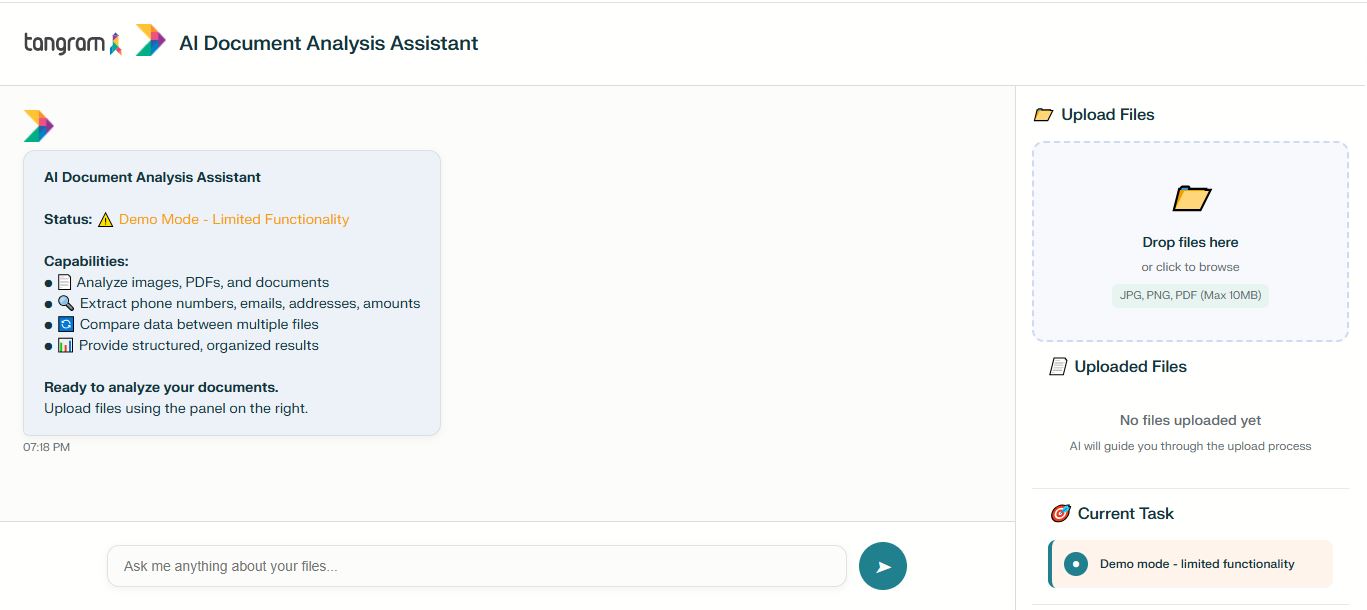 tangram
AI Document Analysis Assistant
AI Document Analysis Assistant
Status: ⚠️ Demo Mode - Limited Functionality
Capabilities:
● 📄 Analyze images, PDFs, and documents
● 🔍 Extract phone numbers, emails, addresses, amounts
● 🔄 Compare data between multiple files
● 📊 Provide structured, organized results
Ready to analyze your documents.
Upload files using the panel on the right.
07:18 PM
Ask me anything about your files...
Upload Files
Drop files here
or click to browse
JPG, PNG, PDF (Max 10MB)
Uploaded Files
No files uploaded yet
AI will guide you through the upload process
Current Task
Demo mode - limited functionality